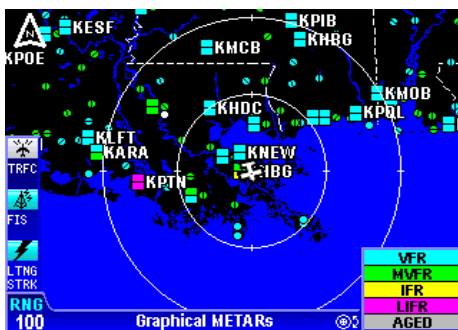 KPIB
KESF
KHBG
KMCB
KPOE
KMOB
KHDC
KPQL
KLFT
KARA
KNEW
TRFC
KPTN
HBG
FIS
VFR
LTNG
MVFR
STRK
IFR
RNG
LIFR
100
Graphical METARs
AGED